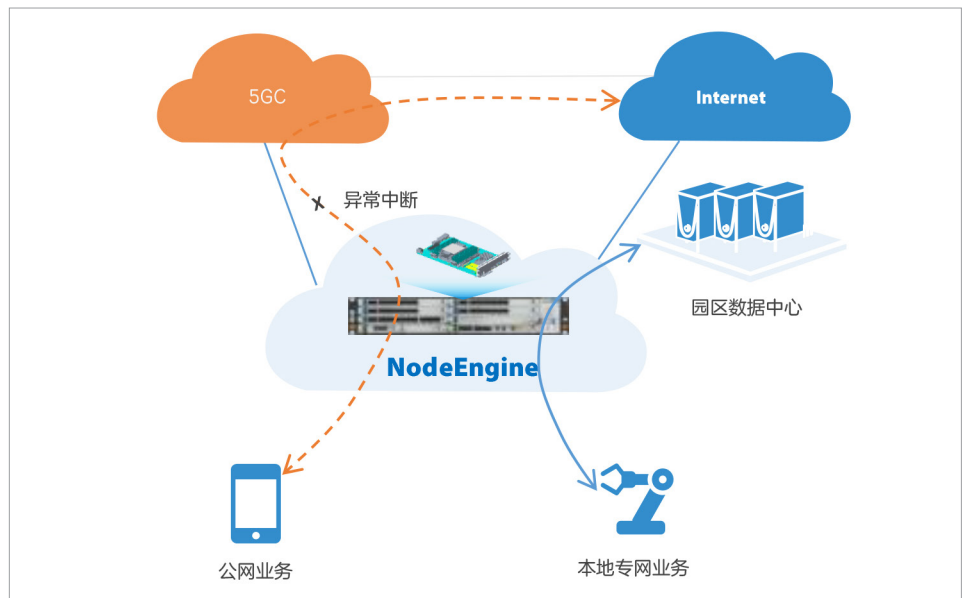 5GC
Internet
X 异常中断
园区数据中心
NodeEngine
公网业务
本地专网业务